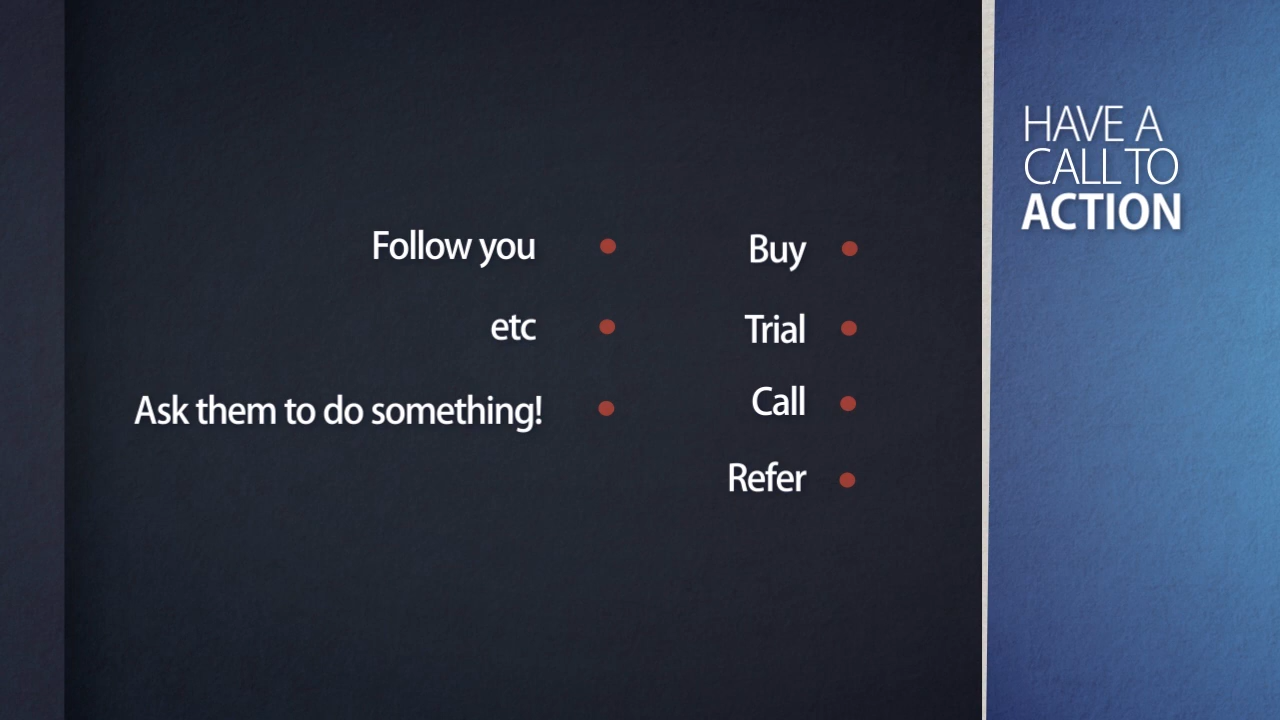 HAVE A
CALL TO
ACTION
Buy
Trial
Call
Refer
Follow you
etc
Ask them to do something!